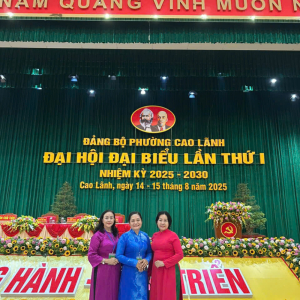 NAM QUANG VINH MUÔN N
ĐẢNG BỘ PHƯỜNG CAO LÃNH
ĐẠI HỘI ĐẠI BIỂU LẦN THỨ I
NHIỆM KỲ 2025 - 2030
Cao Lãnh, ngày 14 - 15 tháng 8 năm 2025
HÀNH - TRIỂN